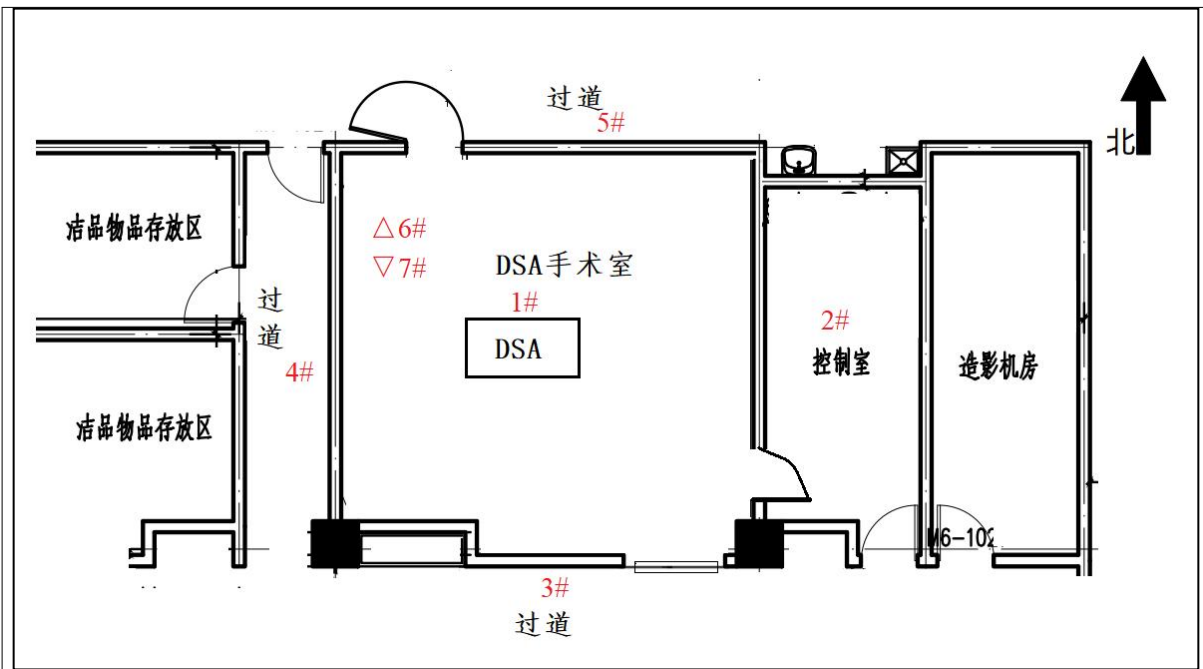 过道
5#
北
洁品物品存放区
△6#
▽7#
DSA手术室
1#
过道
2#
DSA
控制室
造影机房
4#
洁品物品存放区
M6-102
3#
过道